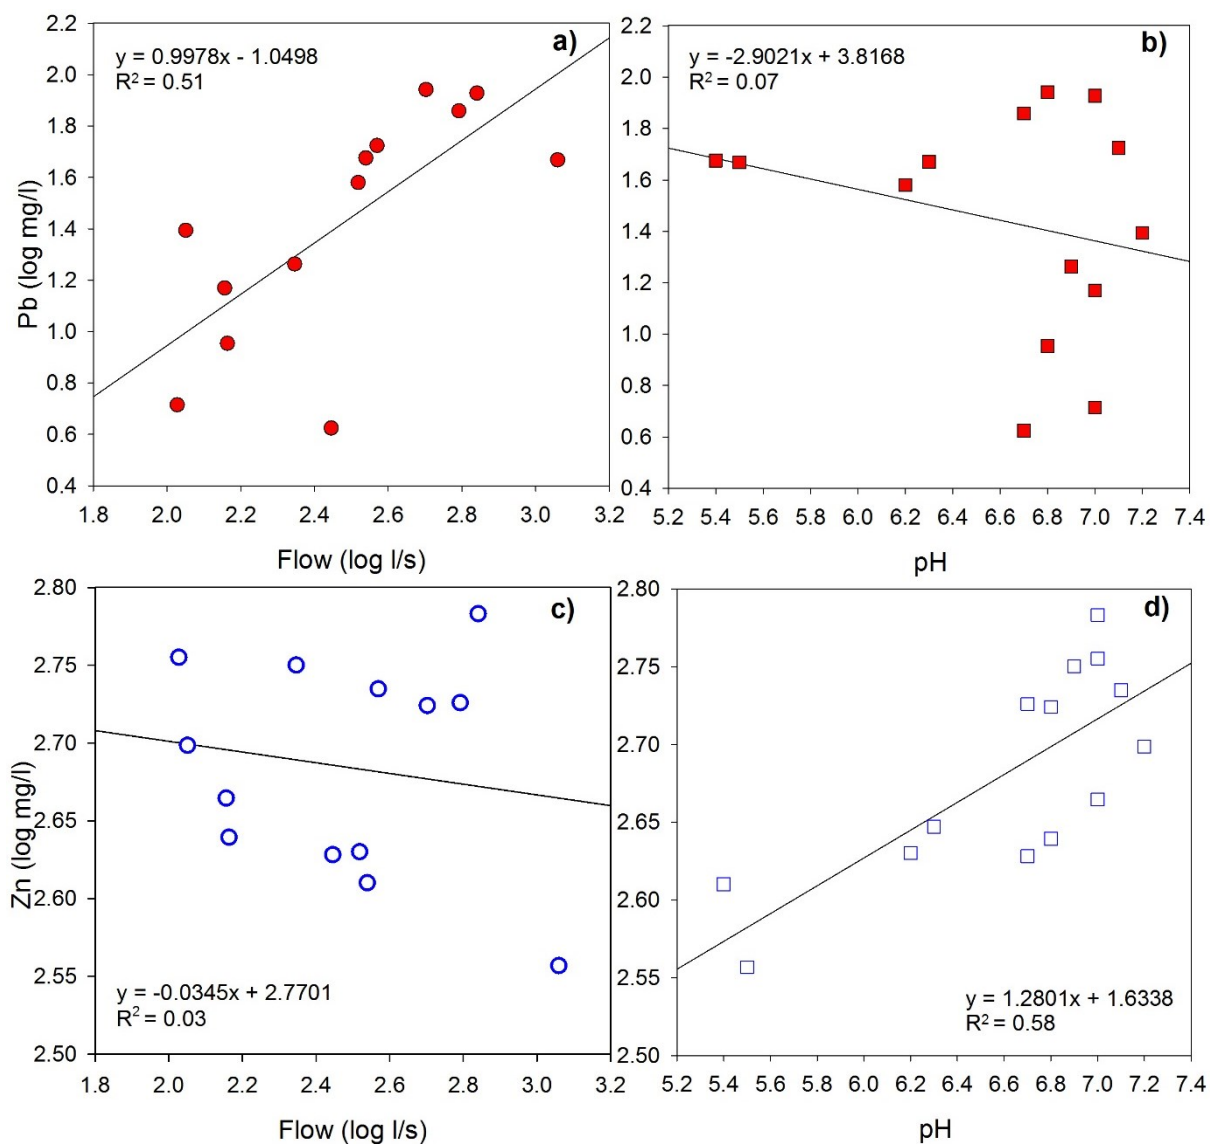 a)
y = 0.9978x - 1.0498
R² = 0.51
Pb (log mg/l)
2.2
2.0
1.8
1.6
1.4
1.2
1.0
0.8
0.6
0.4
1.8 2.0 2.2 2.4 2.6 2.8 3.0 3.2
Flow (log l/s)
b)
y = -2.9021x + 3.8168
R² = 0.07
2.2
2.0
1.8
1.6
1.4
1.2
1.0
0.8
0.6
0.4
5.2 5.4 5.6 5.8 6.0 6.2 6.4 6.6 6.8 7.0 7.2 7.4
pH
c)
Zn (log mg/l)
2.80
2.75
2.70
2.65
2.60
2.55
2.50
y = -0.0345x + 2.7701
R² = 0.03
1.8 2.0 2.2 2.4 2.6 2.8 3.0 3.2
Flow (log l/s)
d)
2.80
2.75
2.70
2.65
2.60
2.55
2.50
y = 1.2801x + 1.6338
R² = 0.58
5.2 5.4 5.6 5.8 6.0 6.2 6.4 6.6 6.8 7.0 7.2 7.4
pH